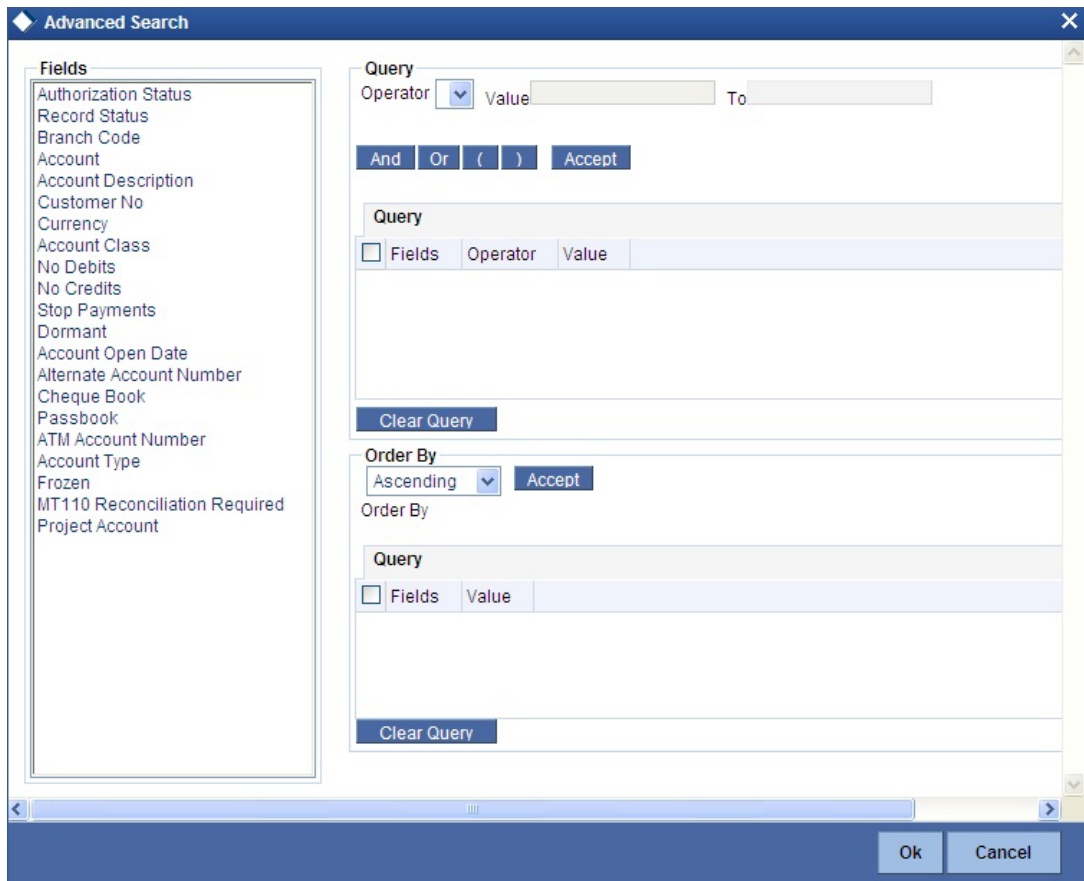 Advanced Search
Fields
Authorization Status
Record Status
Branch Code
Account
Account Description
Customer No
Currency
Account Class
No Debits
No Credits
Stop Payments
Dormant
Account Open Date
Alternate Account Number
Cheque Book
Passbook
ATM Account Number
Account Type
Frozen
MT110 Reconciliation Required
Project Account
Query
Operator Value To
And Or ( ) Accept
Query
Fields Operator Value
Clear Query
Order By
Ascending Accept
Order By
Query
Fields Value
Clear Query
Ok Cancel